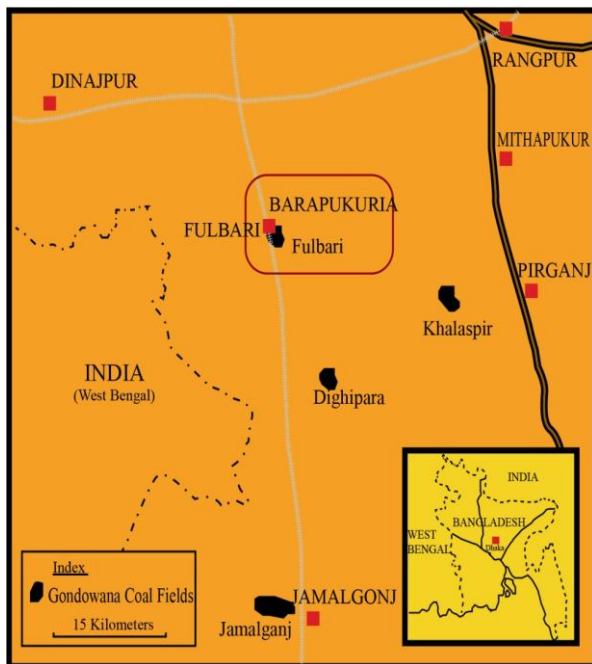 RANGPUR
DINAJPUR
MITHAPUKUR
BARAPUKURIA
FULBARI
Fulbari
PIRGANJ
Khalaspir
INDIA
(West Bengal)
Dighipara
INDIA
BANGLADESH
WEST
BENGAL
Dhaka
Index
Gondowana Coal Fields
15 Kilometers
JAMALGONJ
Jamalganj